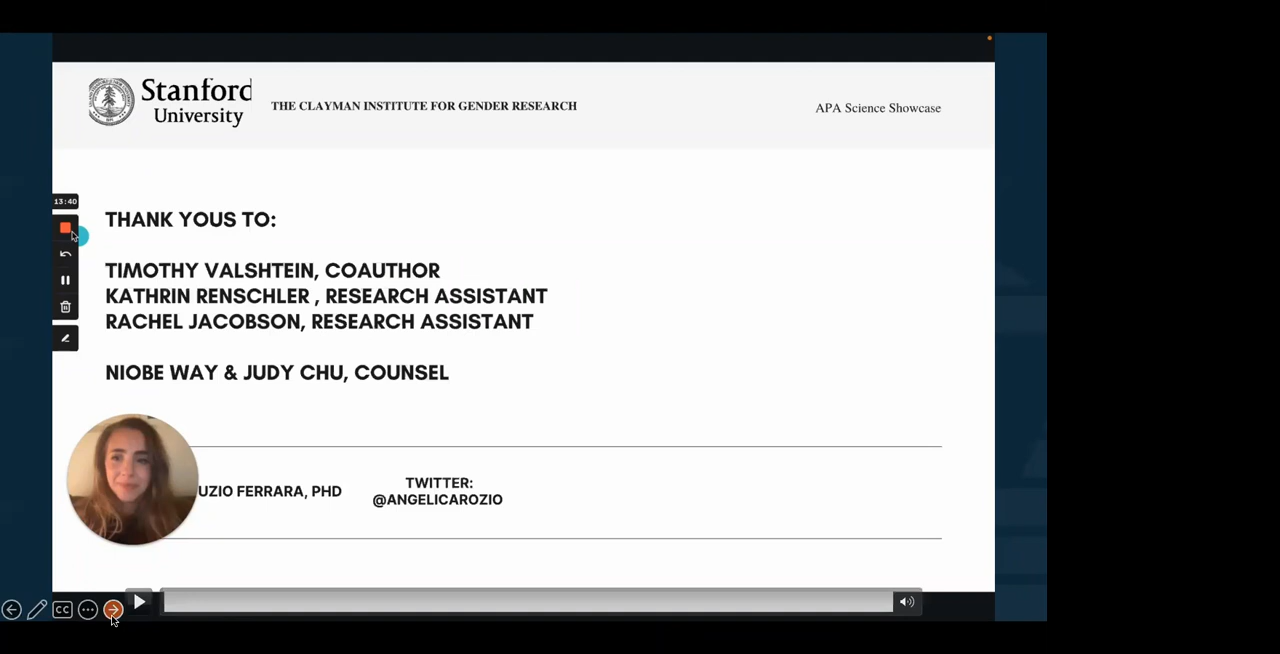 Stanford
University
THE CLAYMAN INSTITUTE FOR GENDER RESEARCH
APA Science Showcase
13:40
THANK YOUS TO:
TIMOTHY VALSHTEIN, COAUTHOR
KATHRIN RENSCHLER , RESEARCH ASSISTANT
RACHEL JACOBSON, RESEARCH ASSISTANT
NIOBE WAY & JUDY CHU, COUNSEL
UZIO FERRARA, PHD
TWITTER:
@ANGELICAROZIO
CC